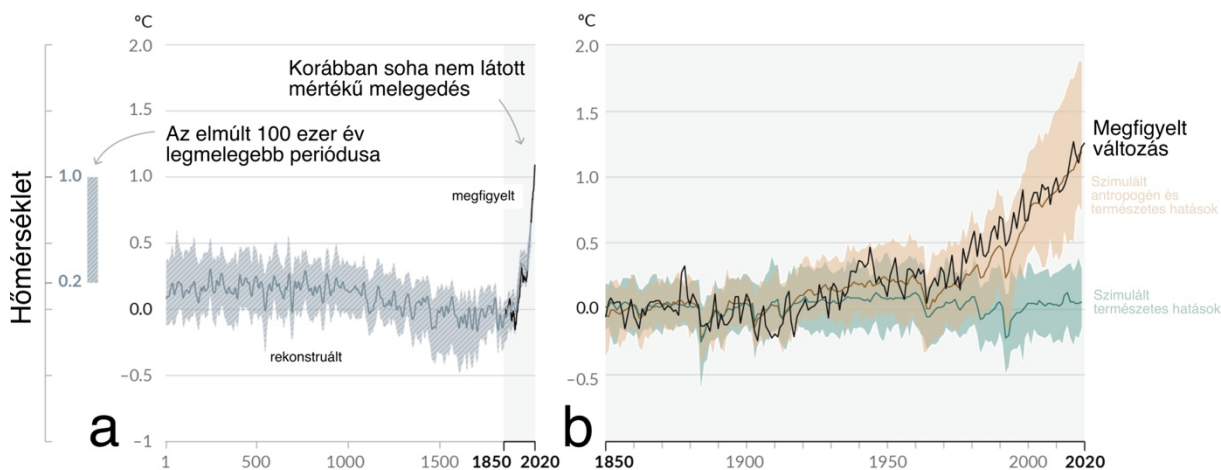 Hőmérséklet
1.0
0.2
°C
2.0
1.5
1.0
0.5
0.0
−0.5
−1
Az elmúlt 100 ezer év
legmelegebb periódusa
Korábban soha nem látott
mértékű melegedés
megfigyelt
rekonstruált
a
1
500
1000
1500
1850
2020
°C
2.0
1.5
1.0
0.5
0.0
−0.5
Megfigyelt
változás
Szimulált
antropogén és
természetes hatások
Szimulált
természetes hatások
b
1850
1900
1950
2000
2020